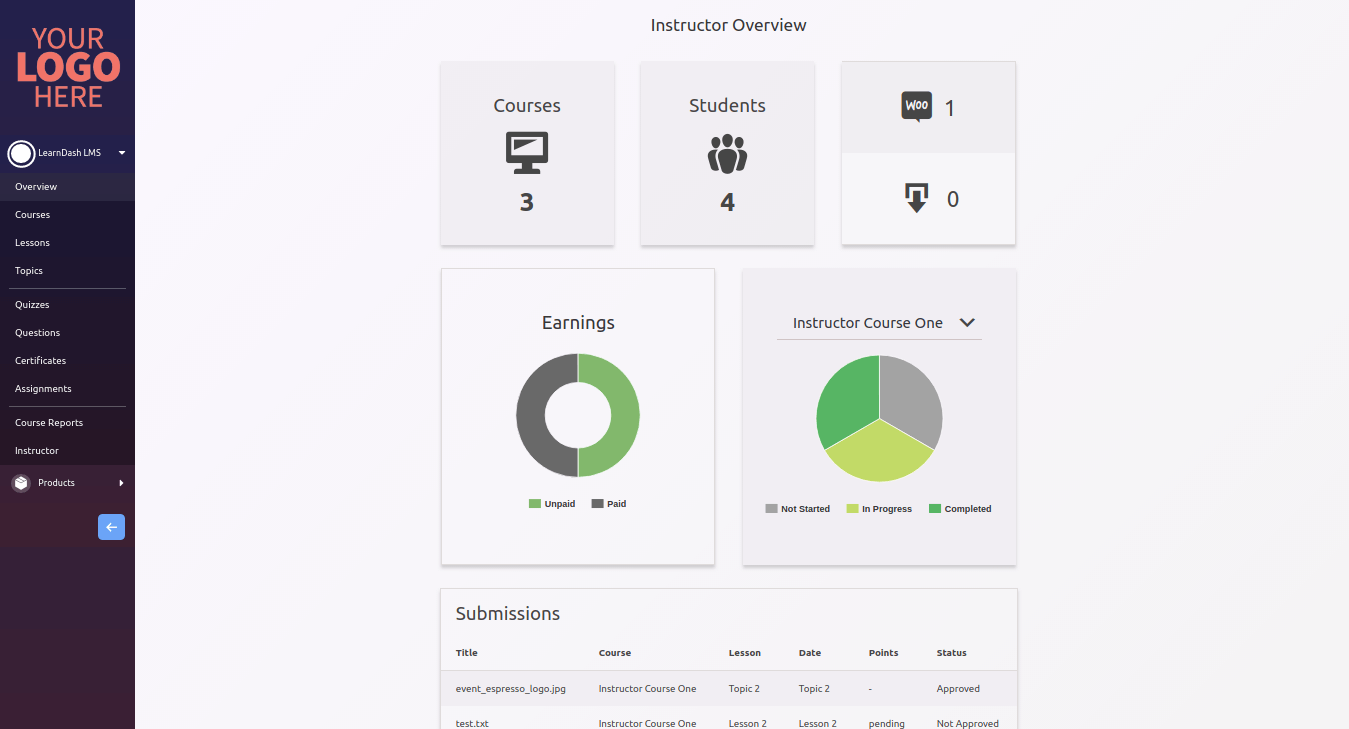 YOUR
LOGO
HERE
LearnDash LMS
Overview
Courses
Lessons
Topics
Quizzes
Questions
Certificates
Assignments
Course Reports
Instructor
Products
Instructor Overview
Courses
3
Students
4
Woo 1
0
Earnings
Unpaid Paid
Instructor Course One
Not Started In Progress Completed
Submissions
Title Course Lesson Date Points Status
event_espresso_logo.jpg Instructor Course One Topic 2 Topic 2 - Approved
test.txt Instructor Course One Lesson 2 Lesson 2 pending Not Approved